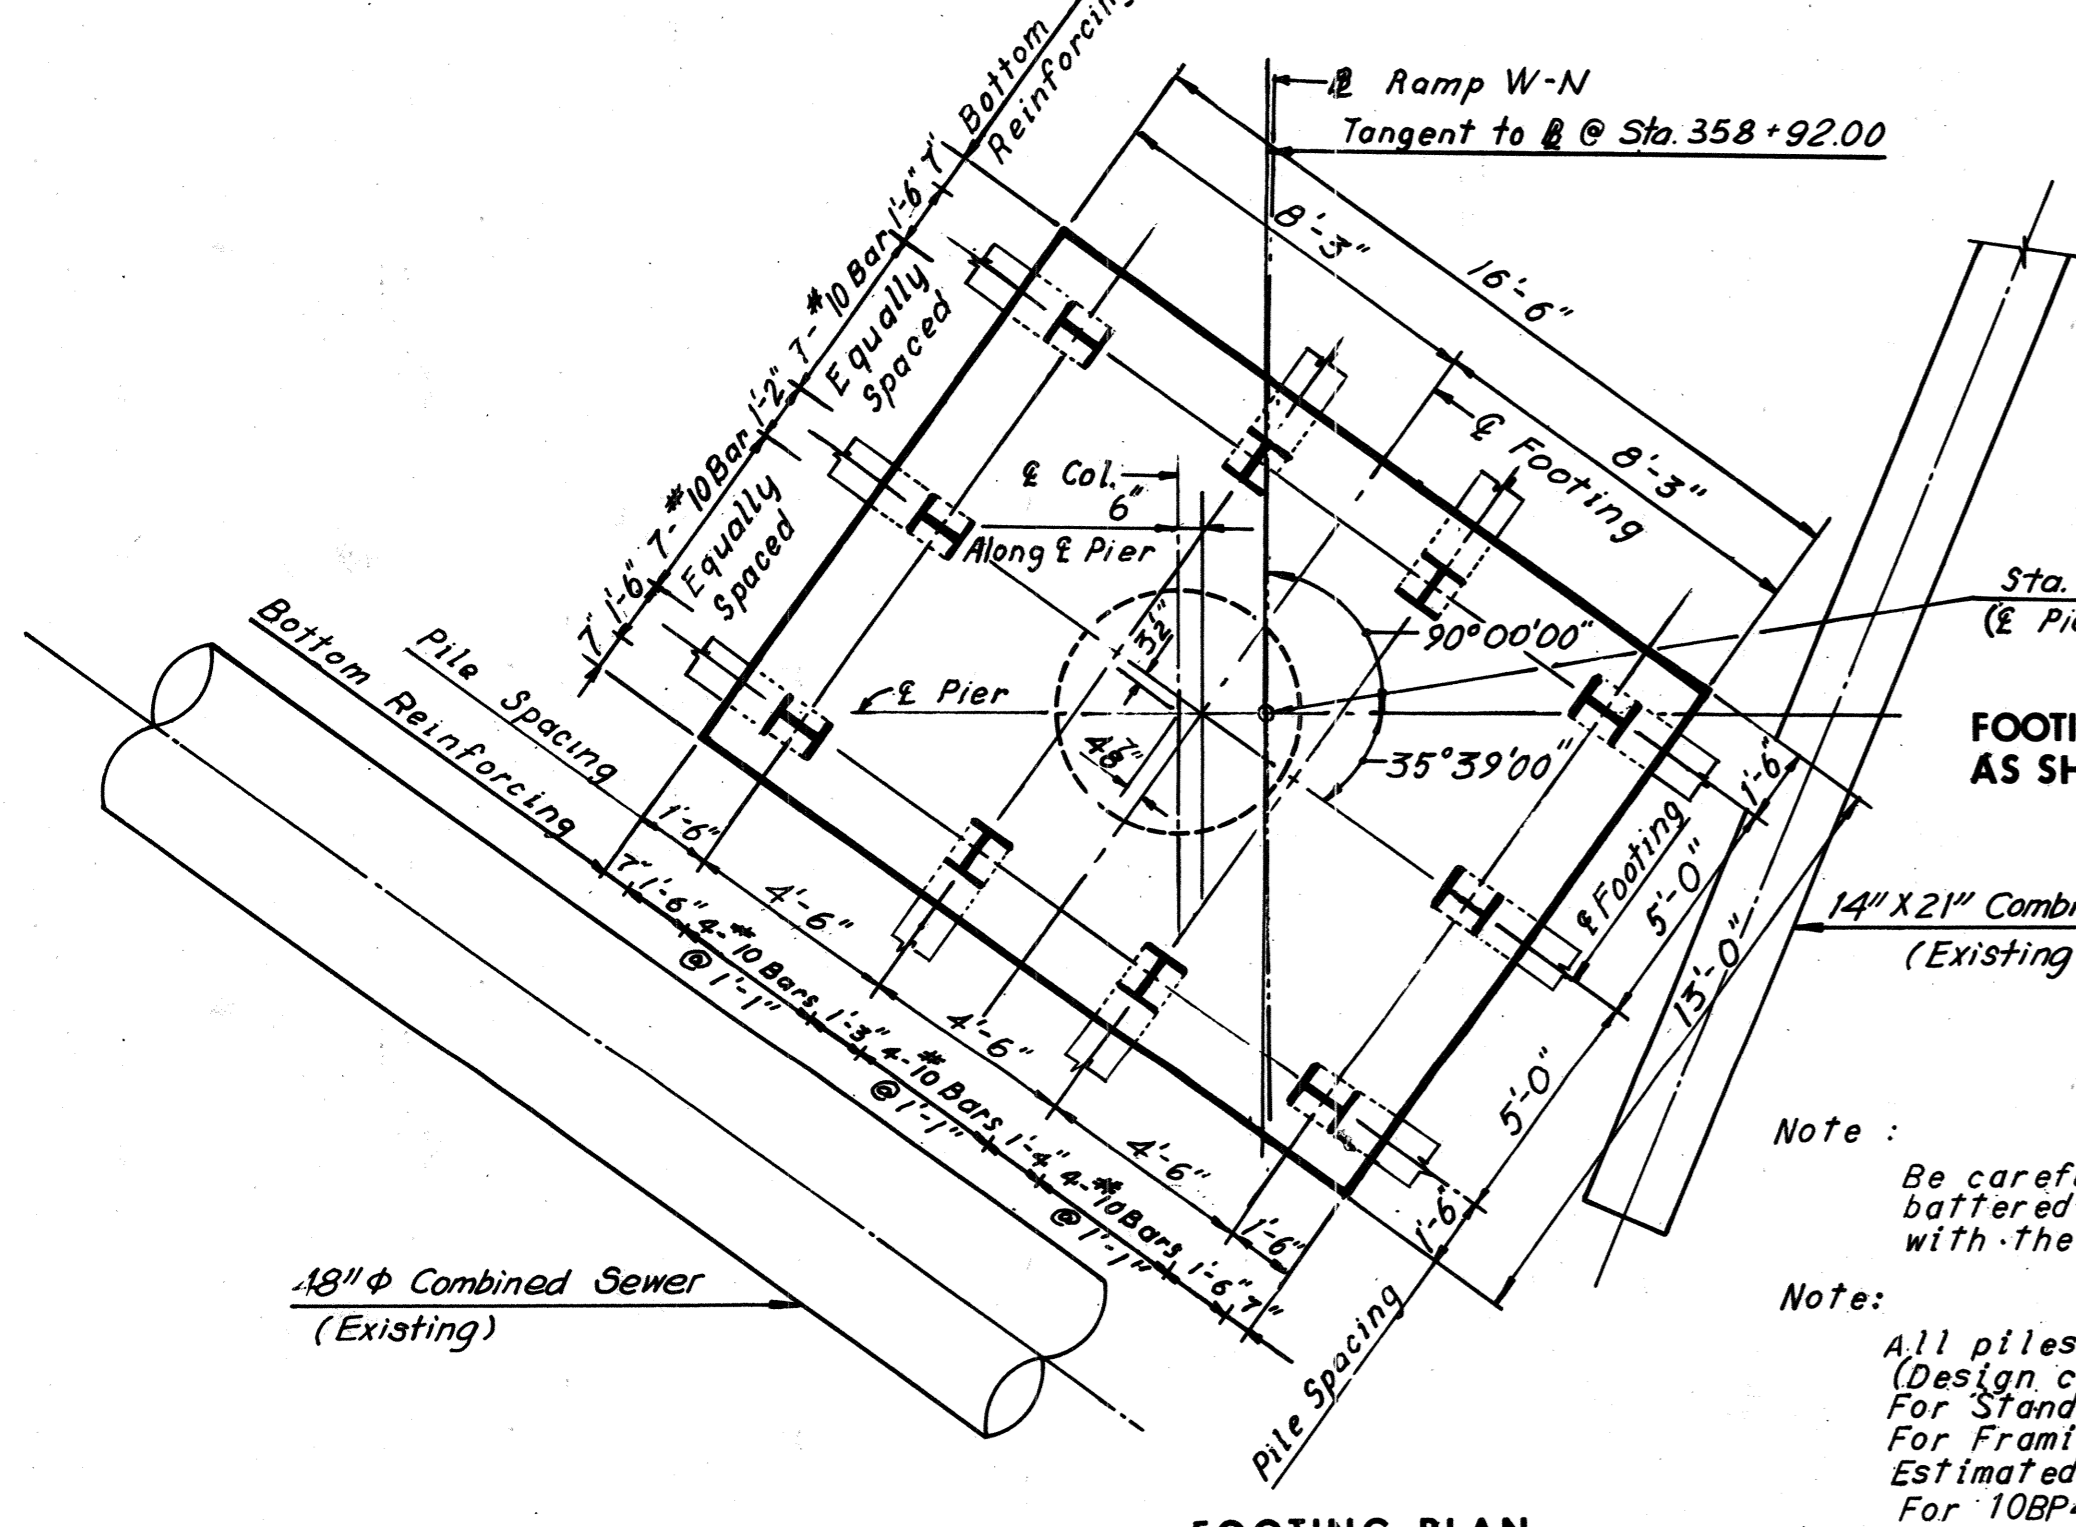 Bottom
Reinforcing
℄ Ramp W-N
Tangent to ℄ @ Sta. 358+92.00
7"
1'-6"
7-#10 Bar
Equally
Spaced
1'-2"
7-#10 Bar
Equally
Spaced
1'-6"
7"
8'-3"
16'-6"
8'-3"
℄ Footing
℄ Col.
6"
Along ℄ Pier
3½"
90°00'00"
Sta.
(℄
℄ Pier
4⅞"
35°39'00"
FOOTI
AS SH
Bottom Reinforcing
Pile Spacing
1'-6"
4'-6"
4'-6"
4'-6"
1'-6"
7"
1'-6"
4-#10 Bars
@ 1'-1"
1'-3"
4-#10 Bars
@ 1'-1"
1'-4"
4-#10 Bars
@ 1'-1"
1'-6"
7"
1'-6"
℄ Footing
5'-0"
13'-0"
5'-0"
1'-6"
Pile Spacing
14"X21" Comb
(Existing
48"Φ Combined Sewer
(Existing)
Note :
Be caref
battered
with the
Note:
All piles
(Design c
For Stand
For Frami
Estimated
For 10BP
FOOTING PLAN